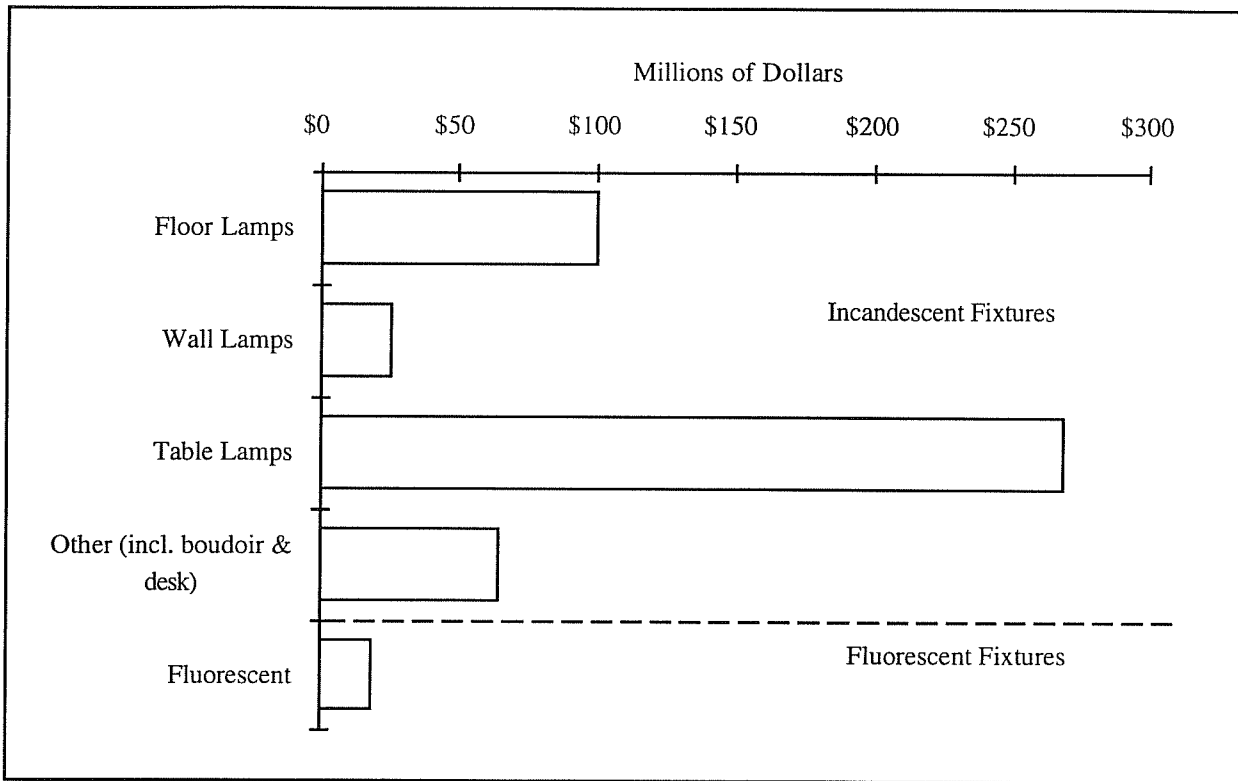 Millions of Dollars
$0 $50 $100 $150 $200 $250 $300
Floor Lamps
Incandescent Fixtures
Wall Lamps
Table Lamps
Other (incl. boudoir &
desk)
Fluorescent Fixtures
Fluorescent